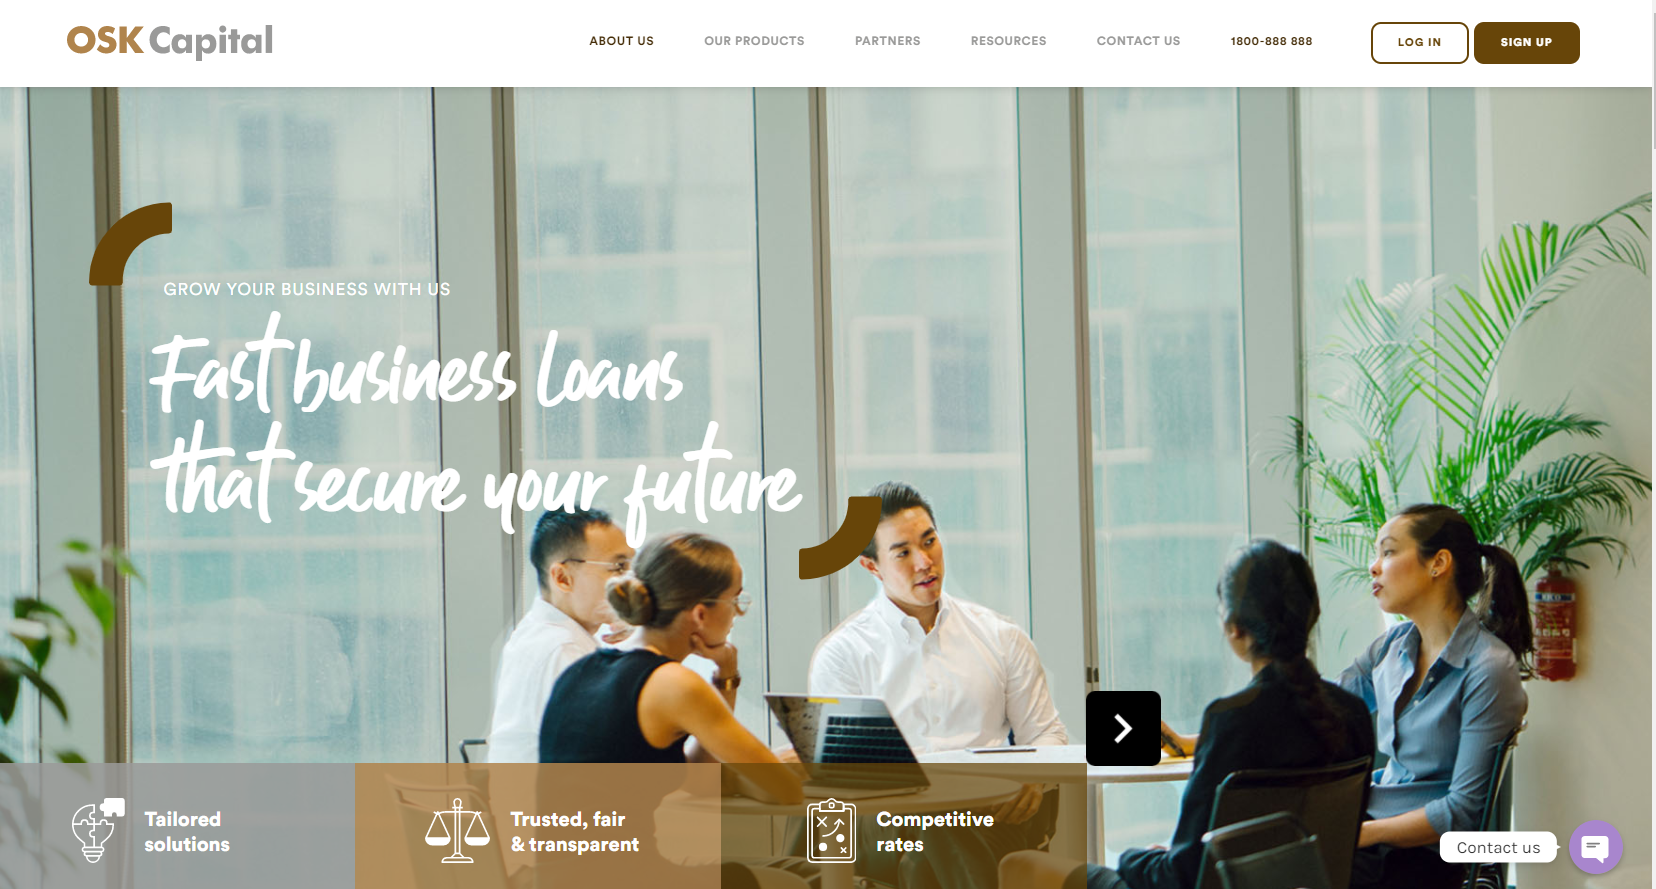 OSK Capital
ABOUT US
OUR PRODUCTS
PARTNERS
RESOURCES
CONTACT US
1800-888 888
LOG IN
SIGN UP
GROW YOUR BUSINESS WITH US
Fast business Loans
that secure your future
Tailored
solutions
Trusted, fair
& transparent
Competitive
rates
Contact us